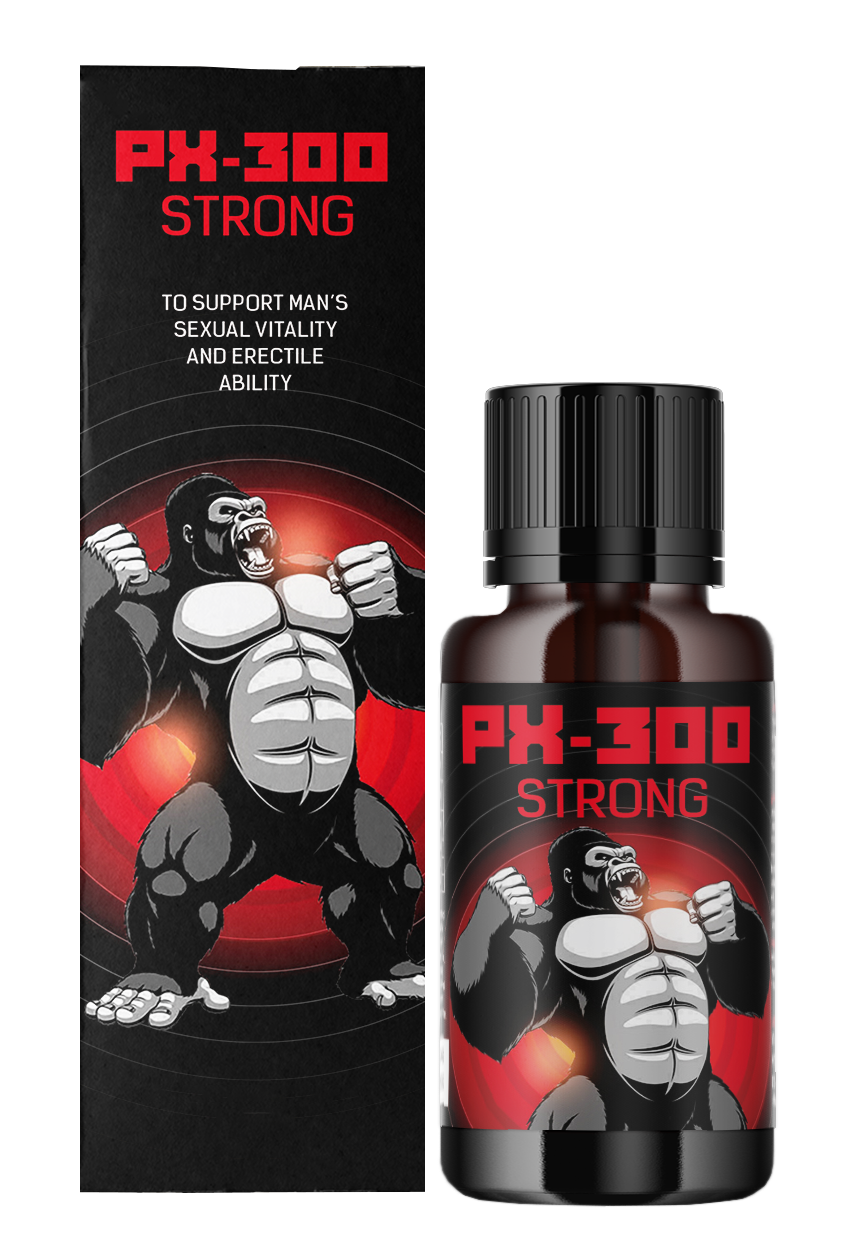 PX-300
STRONG
TO SUPPORT MAN'S
SEXUAL VITALITY
AND ERECTILE
ABILITY
PX-300
STRONG